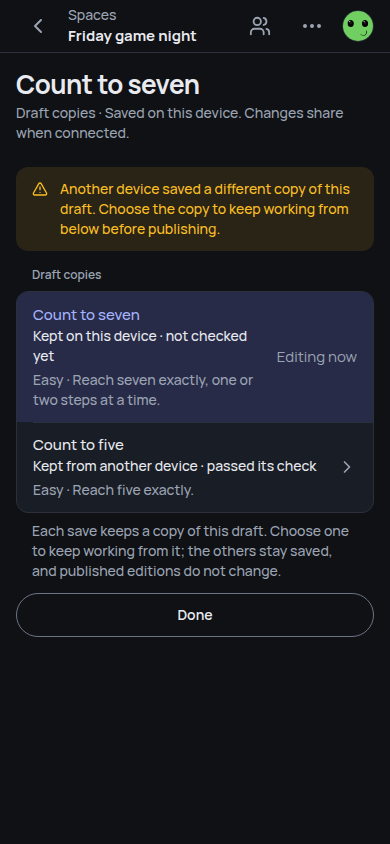 Spaces
Friday game night
Count to seven
Draft copies · Saved on this device. Changes share
when connected.
Another device saved a different copy of this
draft. Choose the copy to keep working from
below before publishing.
Draft copies
Count to seven
Kept on this device · not checked
yet
Editing now
Easy · Reach seven exactly, one or
two steps at a time.
Count to five
Kept from another device · passed its check
Easy · Reach five exactly.
Each save keeps a copy of this draft. Choose one
to keep working from it; the others stay saved,
and published editions do not change.
Done